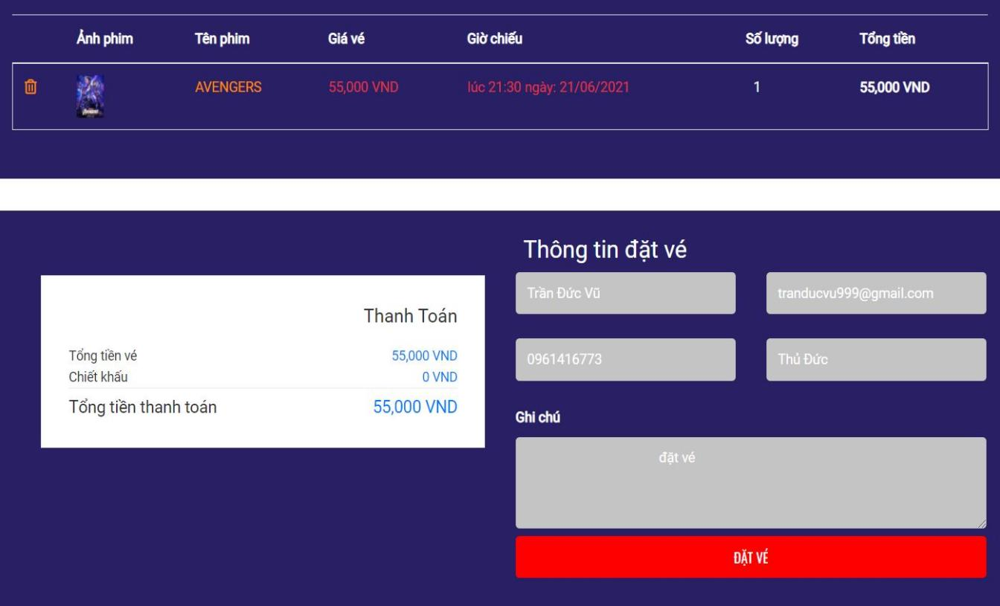 Ảnh phim Tên phim Giá vé Giờ chiếu Số lượng Tổng tiền
AVENGERS 55,000 VND lúc 21:30 ngày: 21/06/2021 1 55,000 VND
Thông tin đặt vé
Trần Đức Vũ tranducvu999@gmail.com
Thanh Toán
Tổng tiền vé 55,000 VND
Chiết khấu 0 VND
Tổng tiền thanh toán 55,000 VND
0961416773 Thủ Đức
Ghi chú
đặt vé
ĐẶT VÉ